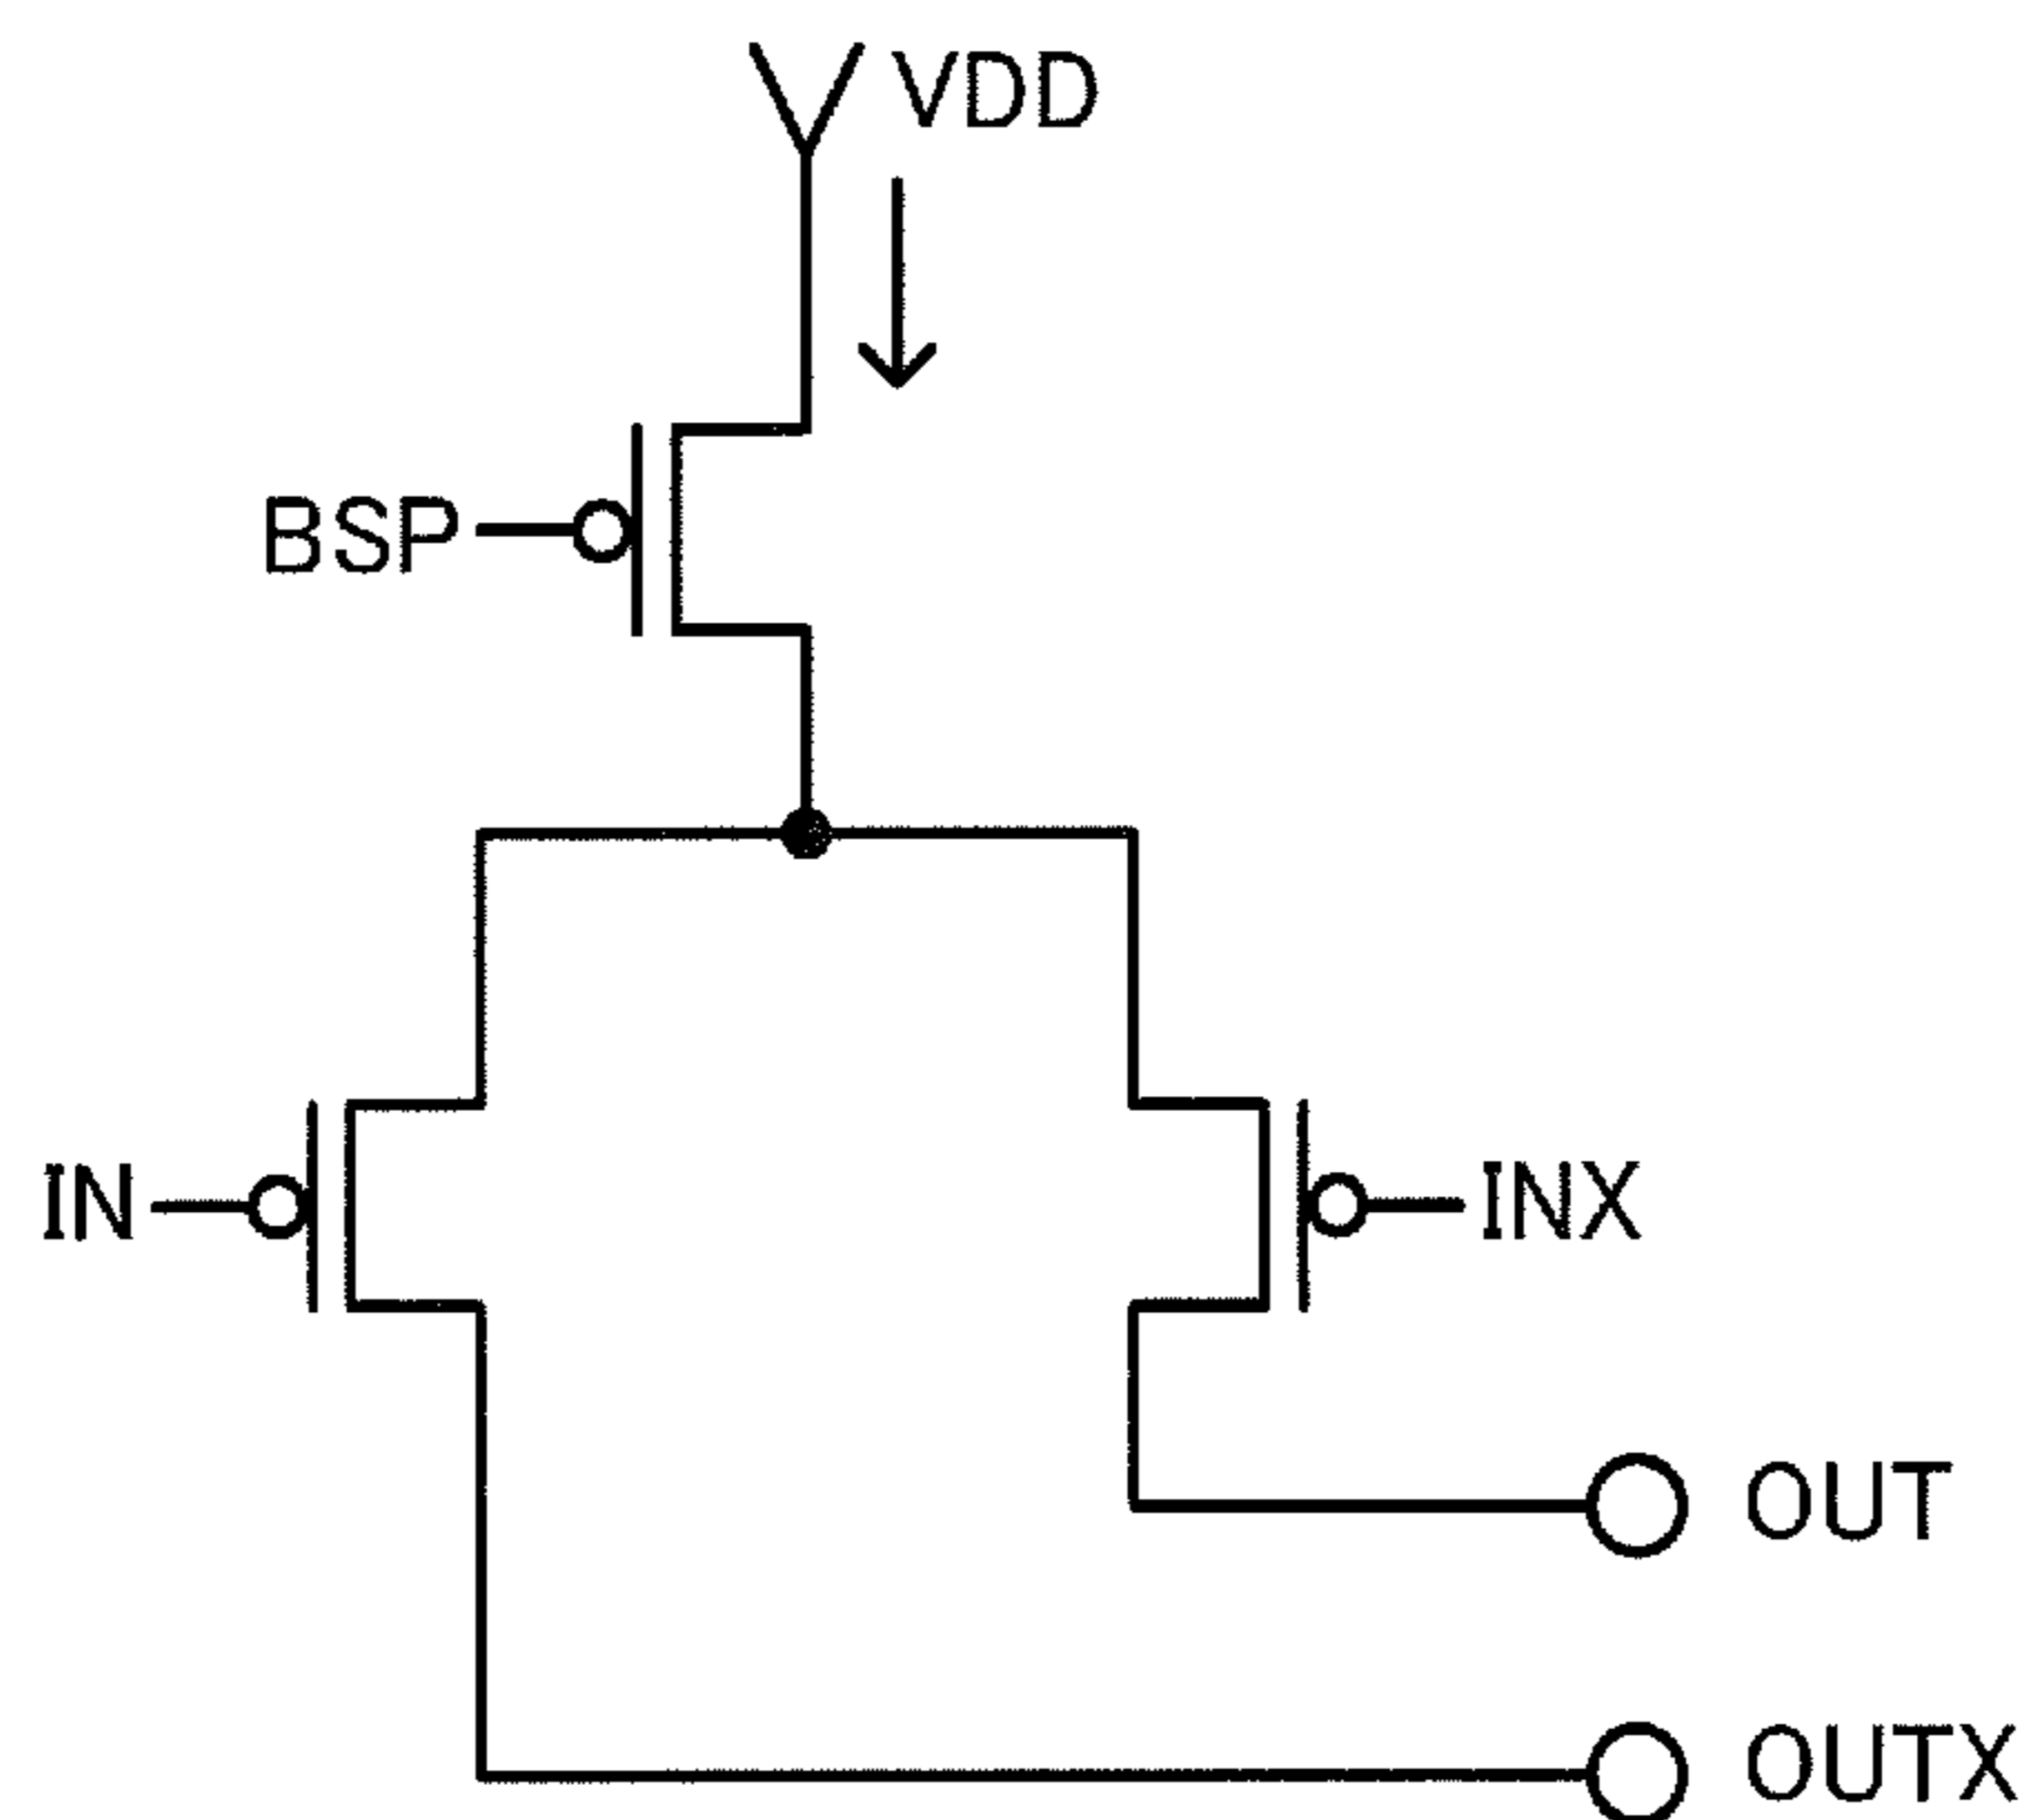 VDD
BSP
IN
INX
OUT
OUTX